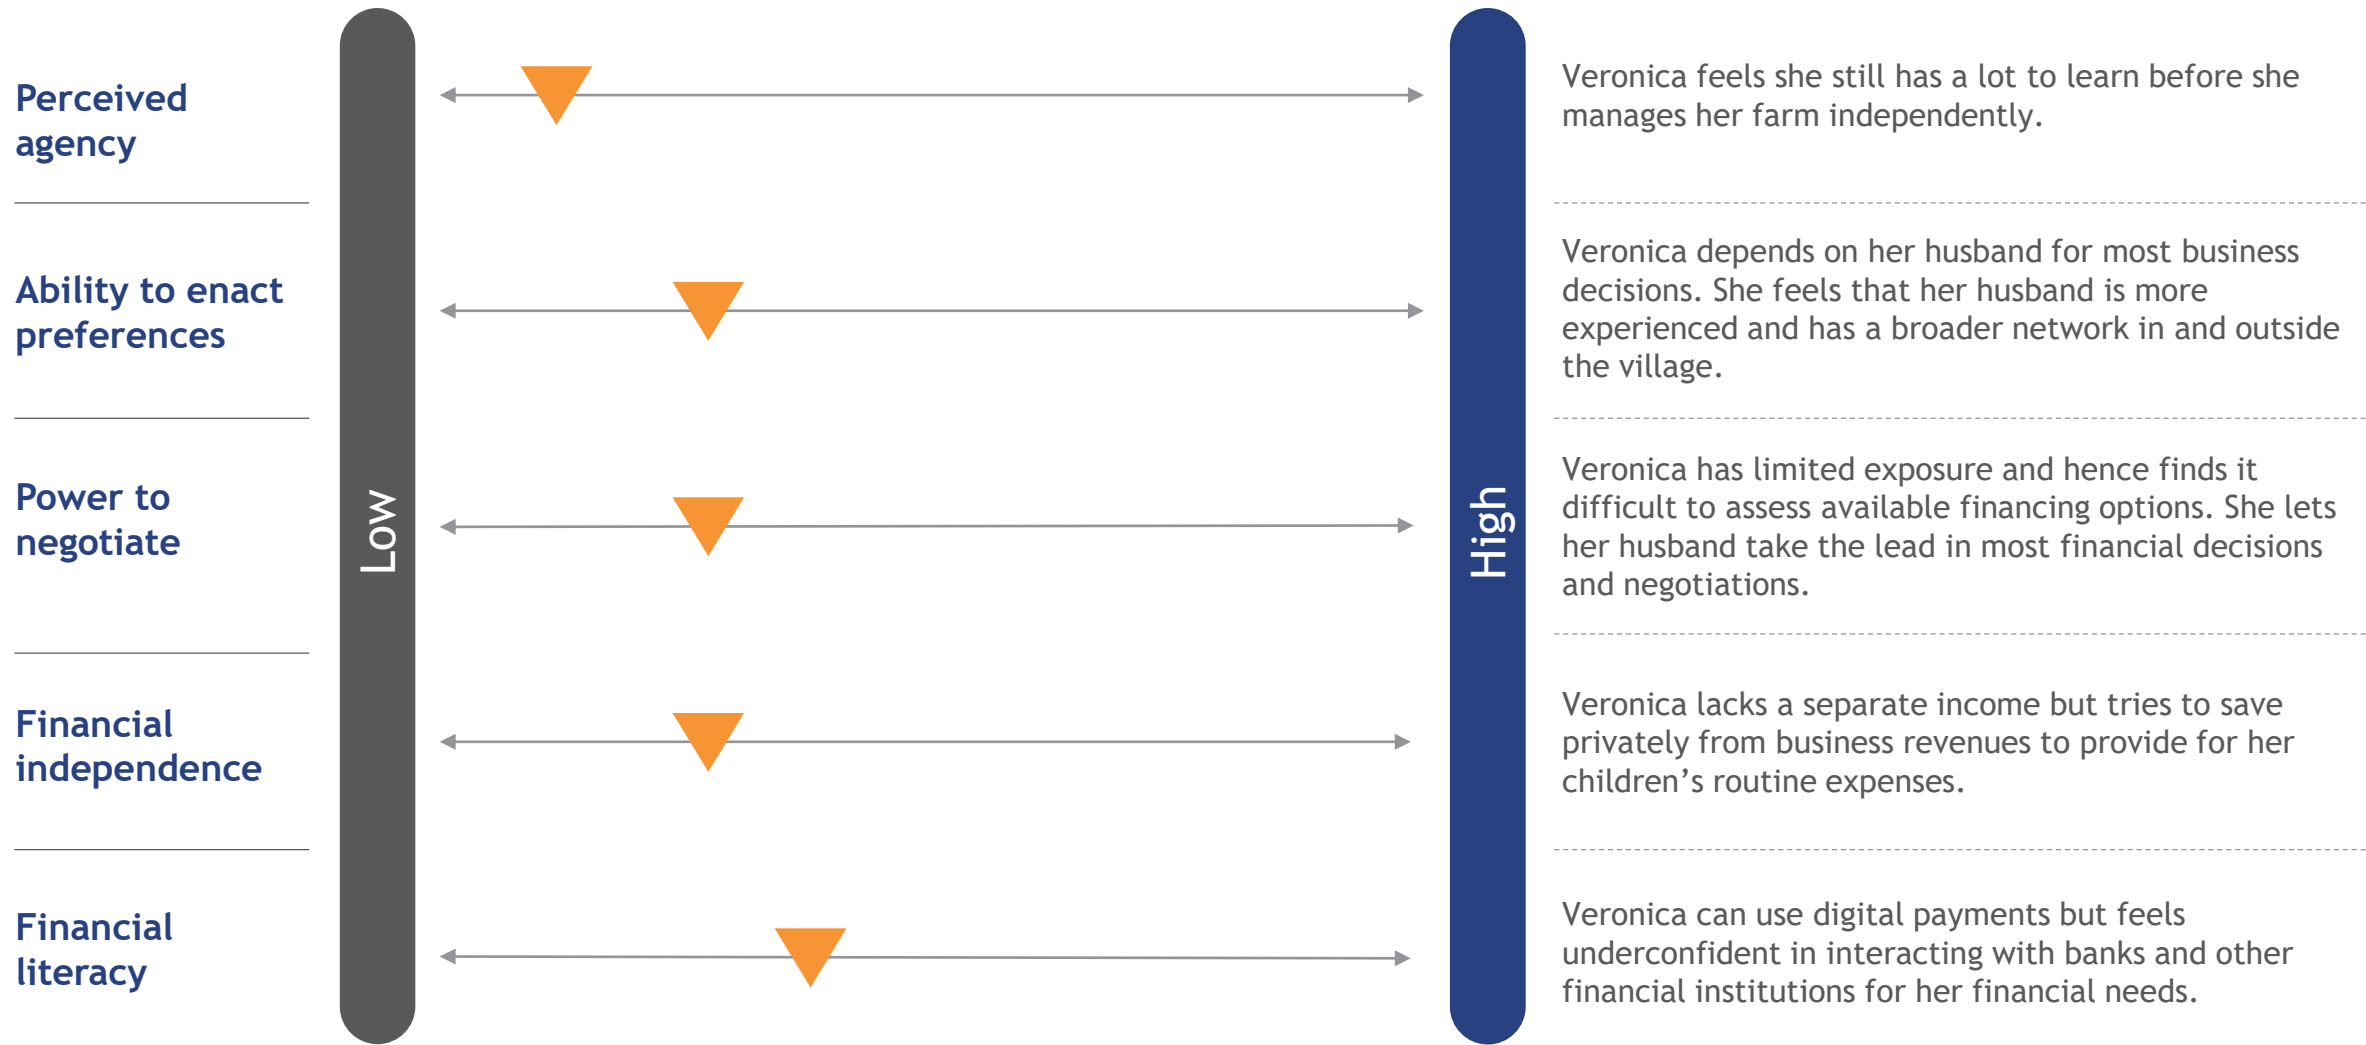 Perceived
agency
Veronica feels she still has a lot to learn before she
manages her farm independently.
Ability to enact
preferences
Veronica depends on her husband for most business
decisions. She feels that her husband is more
experienced and has a broader network in and outside
the village.
Power to
negotiate
Low
High
Veronica has limited exposure and hence finds it
difficult to assess available financing options. She lets
her husband take the lead in most financial decisions
and negotiations.
Financial
independence
Veronica lacks a separate income but tries to save
privately from business revenues to provide for her
children’s routine expenses.
Financial
literacy
Veronica can use digital payments but feels
underconfident in interacting with banks and other
financial institutions for her financial needs.